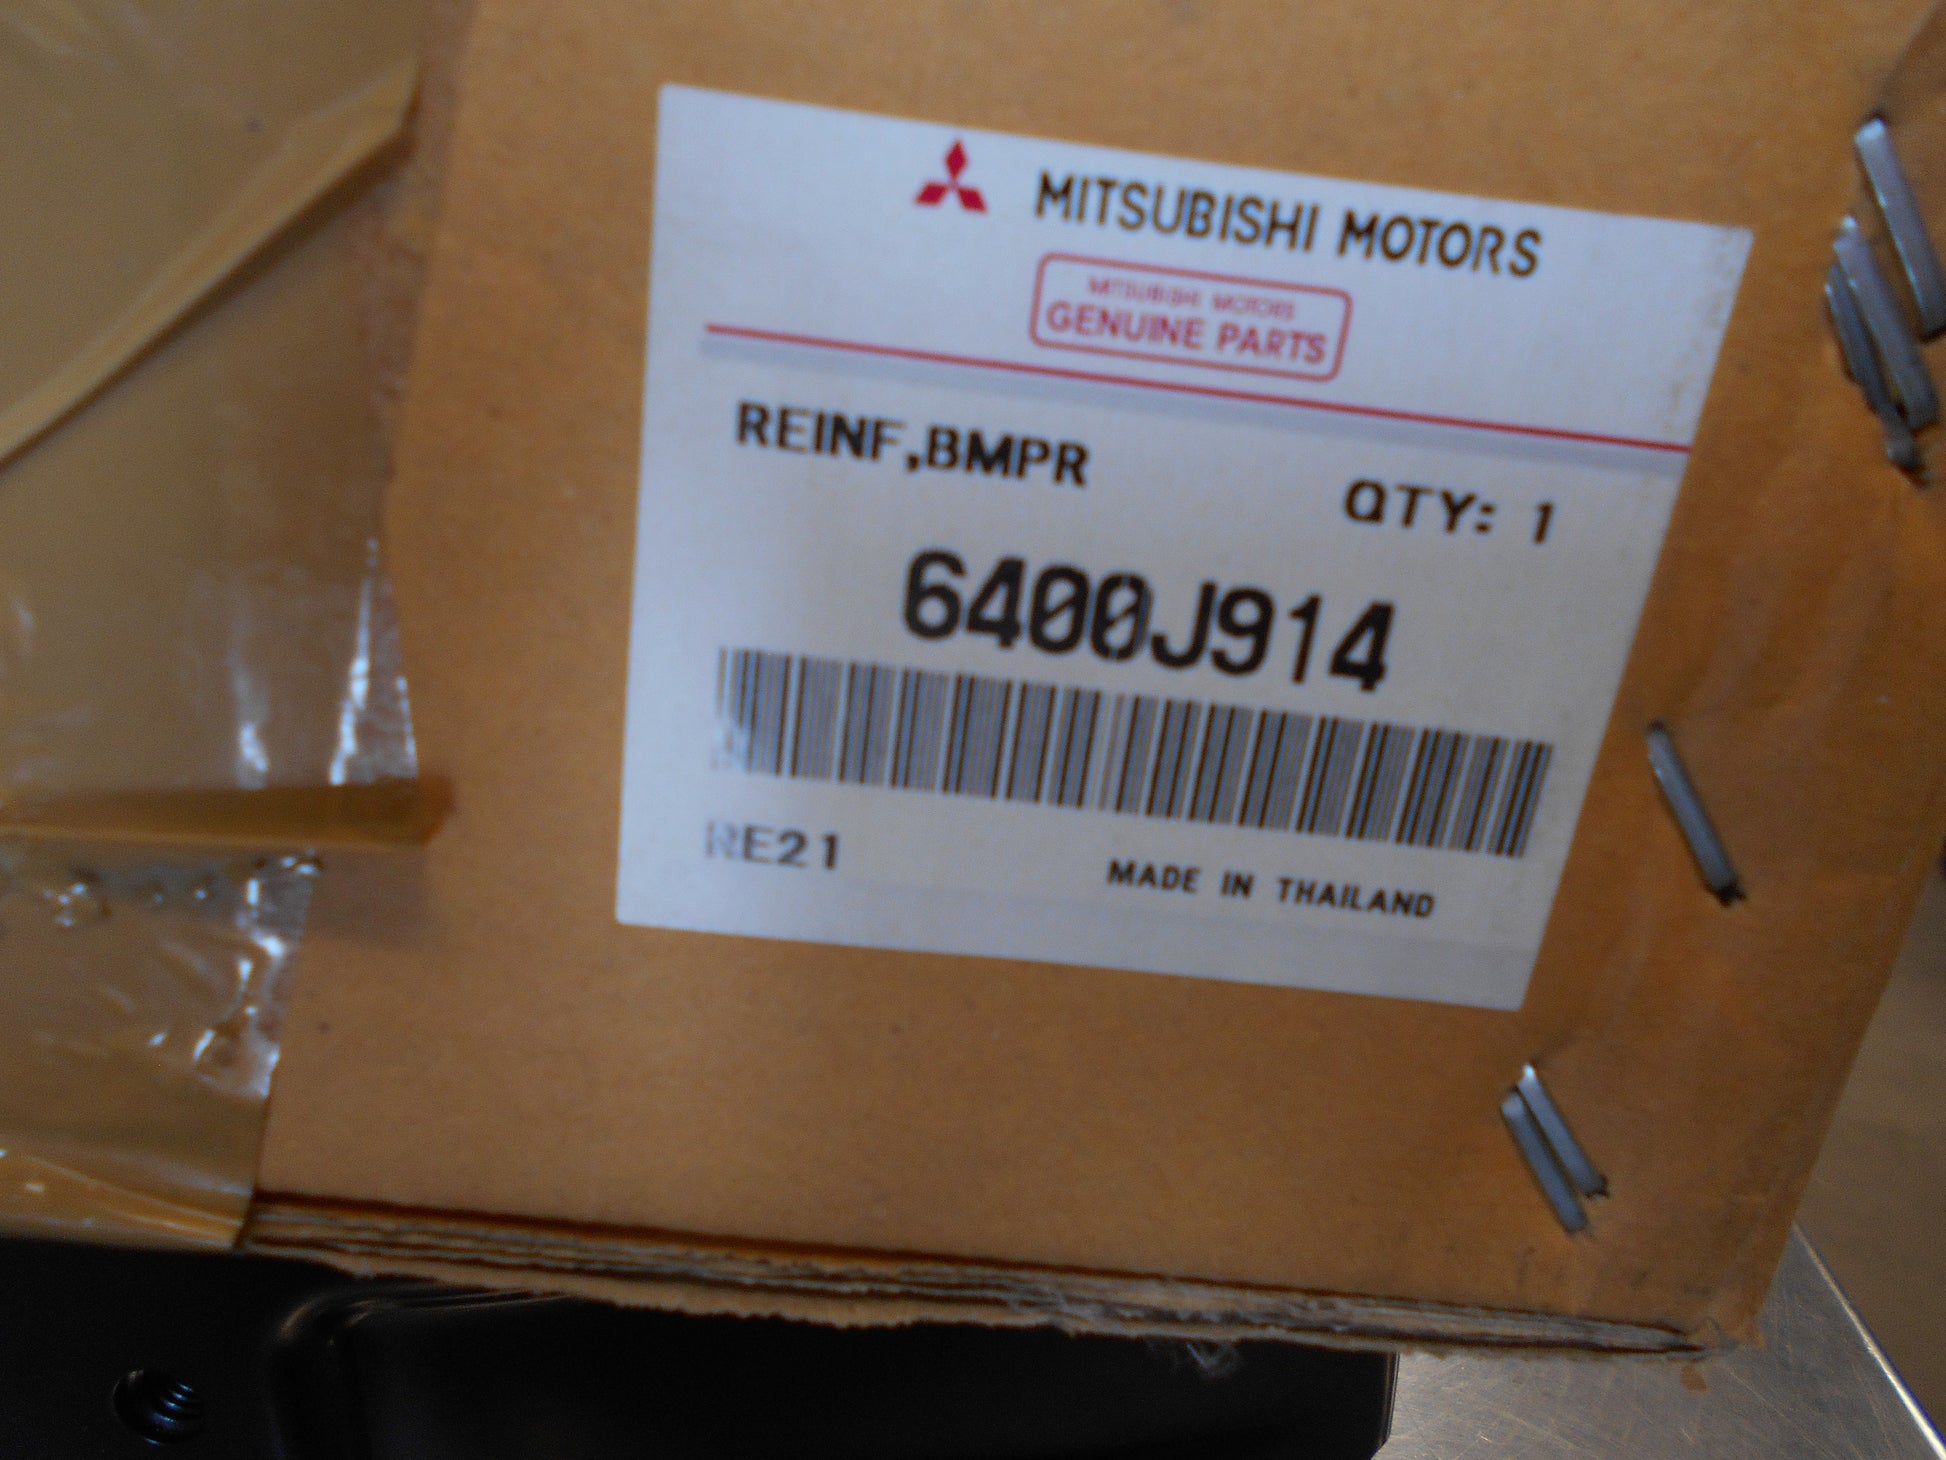 MITSUBISHI MOTORS
MITSUBISHI MOTORS
GENUINE PARTS
REINF,BMPR
QTY: 1
6400J914
RE21
MADE IN THAILAND